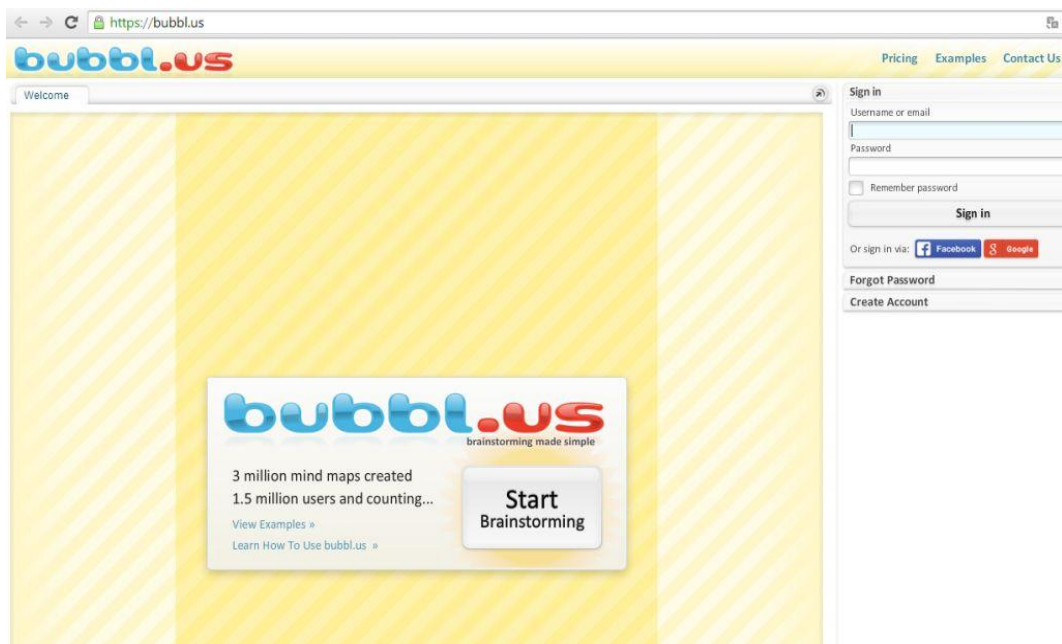 https://bubbl.us
bubbl.us
Pricing Examples Contact Us
Welcome
Sign in
Username or email
Password
Remember password
Sign in
Or sign in via: Facebook Google
Forgot Password
Create Account
bubbl.us
brainstorming made simple
3 million mind maps created
1.5 million users and counting...
View Examples »
Learn How To Use bubbl.us »
Start
Brainstorming